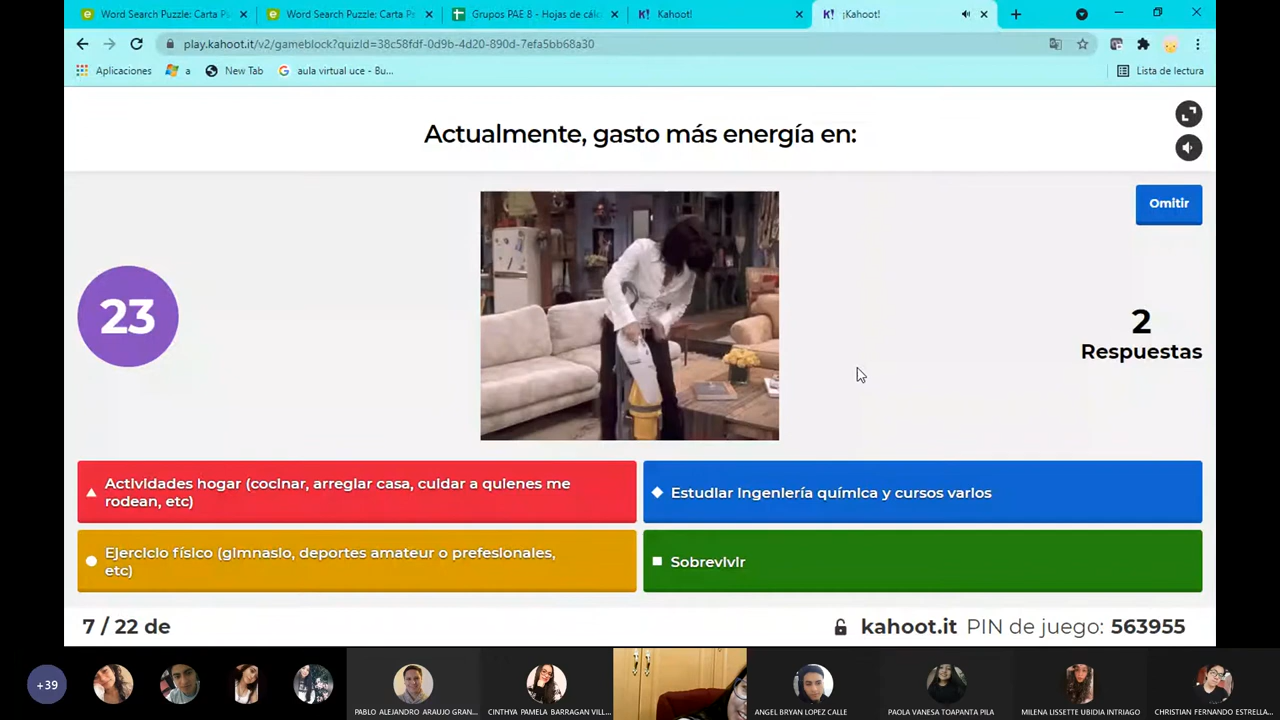 Word Search Puzzle: Carta P
Word Search Puzzle: Carta P
Grupos PAE 8 - Hojas de cálc
Kahoot!
¡Kahoot!
play.kahoot.it/v2/gameblock?quizId=38c58fdf-0d9b-4d20-890d-7efa5bb68a30
Aplicaciones
a
New Tab
aula virtual uce - Bu...
Lista de lectura
Actualmente, gasto más energía en:
Omitir
23
2
Respuestas
Actividades hogar (cocinar, arreglar casa, cuidar a quienes me
rodean, etc)
Estudiar ingeniería química y cursos varios
Ejercicio físico (gimnasio, deportes amateur o prefesionales,
etc)
Sobrevivir
7 / 22 de
kahoot.it PIN de juego: 563955
+39
PABLO ALEJANDRO ARAUJO GRAN...
CINTHYA PAMELA BARRAGAN VILL...
ANGEL BRYAN LOPEZ CALLE
PAOLA VANESA TOAPANTA PILA
MILENA LISSETTE UBIDIA INTRIAGO
CHRISTIAN FERNANDO ESTRELLA...